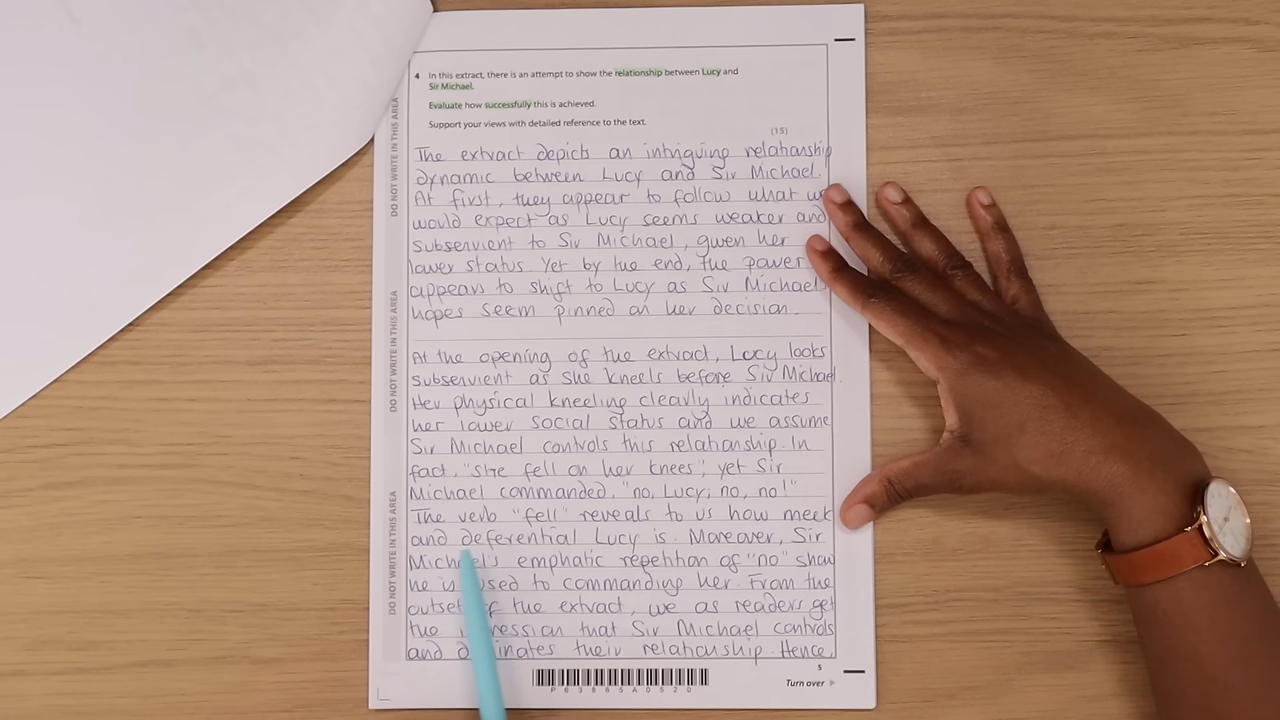 4 In this extract, there is an attempt to show the relationship between Lucy and
Sir Michael.
Evaluate how successfully this is achieved.
Support your views with detailed reference to the text.
(15)
The extract depicts an intriguing relationship
dynamic between Lucy and Sir Michael.
At first, they appear to follow what we
would expect as Lucy seems weaker and
subservient to Sir Michael, given her
lower status. Yet by the end, the power
appears to shift to Lucy as Sir Michael's
hopes seem pinned on her decision.
At the opening of the extract, Lucy looks
subservient as she kneels before Sir Michael.
Her physical kneeling clearly indicates
her lower social status and we assume
Sir Michael controls this relationship. In
fact, "she fell on her knees", yet Sir
Michael commanded, "no, Lucy; no, no!"
The verb "fell" reveals to us how meek
and deferential Lucy is. Moreover, Sir
Michael's emphatic repetition of "no" show
he is used to commanding her. From the
outset of the extract, we as readers get
the impression that Sir Michael controls
and dominates their relationship. Hence,
DO NOT WRITE IN THIS AREA
DO NOT WRITE IN THIS AREA
DO NOT WRITE IN THIS AREA
P63885A0520
5
Turn over